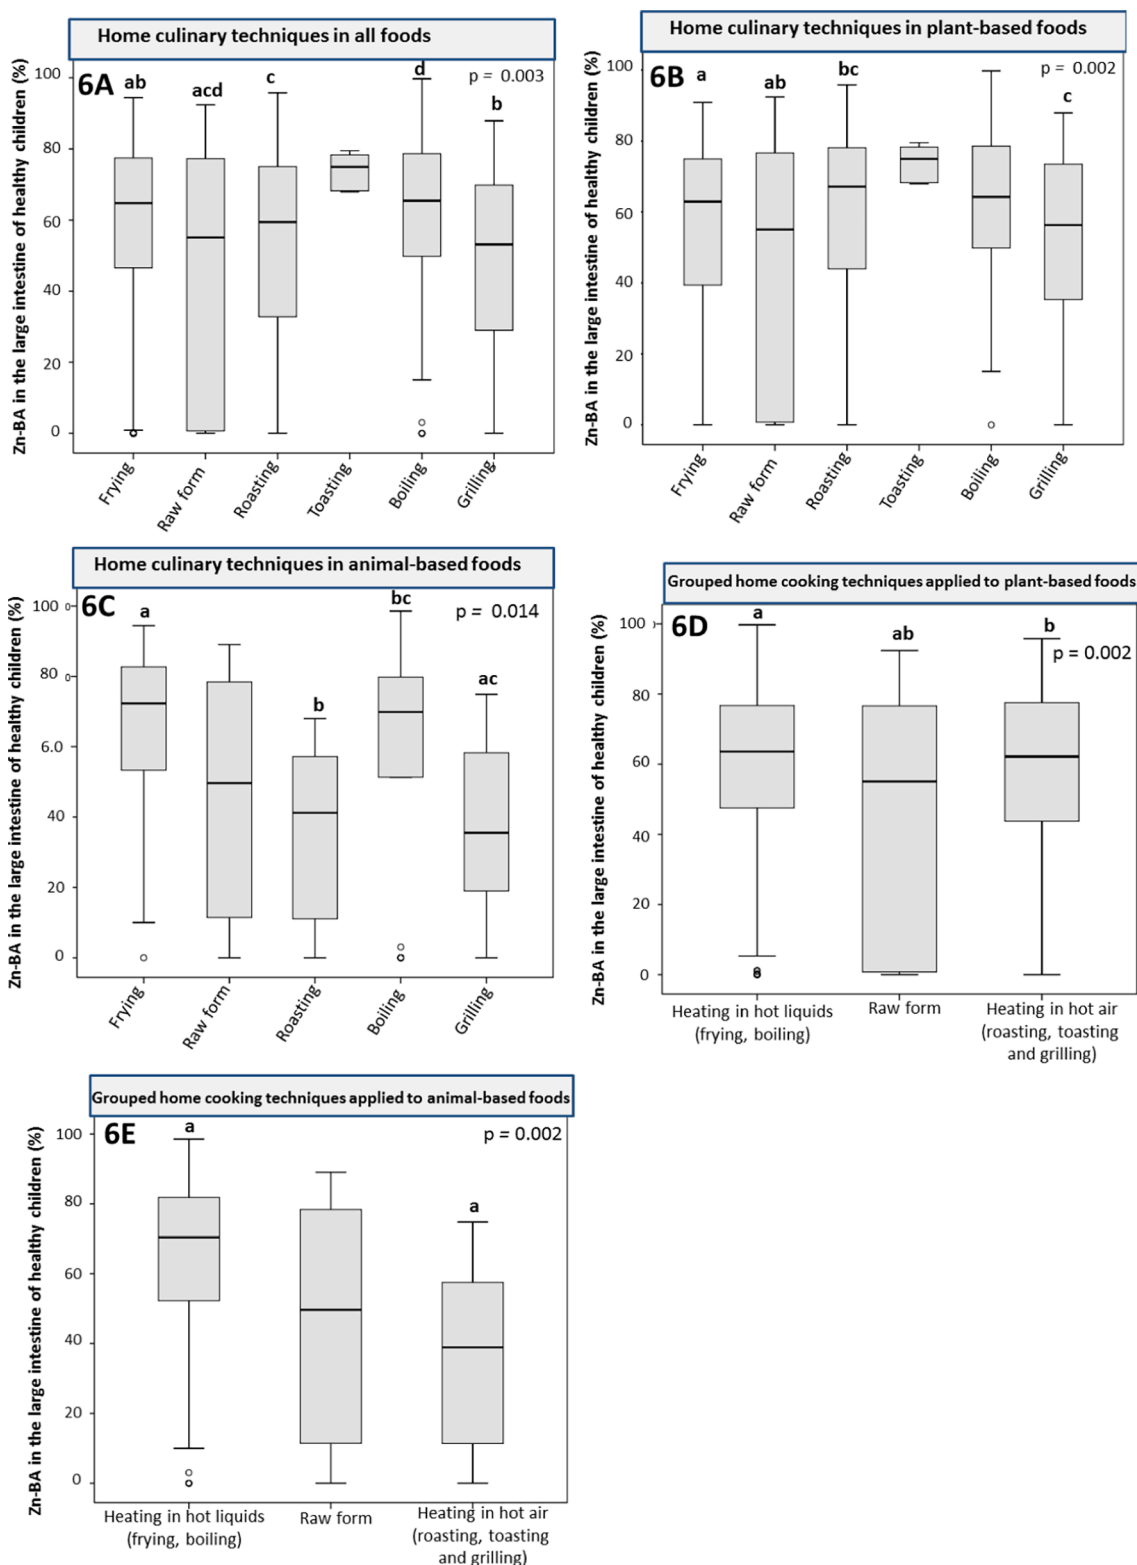 Home culinary techniques in all foods
Zn-BA in the large intestine of healthy children (%)
6A
p = 0.003
ab
acd
c
d
b
100
80
60
40
20
0
Frying
Raw form
Roasting
Toasting
Boiling
Grilling
Home culinary techniques in plant-based foods
Zn-BA in the large intestine of healthy children (%)
6B
p = 0.002
a
ab
bc
c
100
80
60
40
20
0
Frying
Raw form
Roasting
Toasting
Boiling
Grilling
Home culinary techniques in animal-based foods
Zn-BA in the large intestine of healthy children (%)
6C
p = 0.014
a
b
bc
ac
100 0
80 0
6.0
40
20
0
Frying
Raw form
Roasting
Boiling
Grilling
Grouped home cooking techniques applied to plant-based foods
Zn-BA in the large intestine of healthy children (%)
6D
p = 0.002
a
ab
b
100
80
60
40
20
0
Heating in hot liquids
(frying, boiling)
Raw form
Heating in hot air
(roasting, toasting
and grilling)
Grouped home cooking techniques applied to animal-based foods
Zn-BA in the large intestine of healthy children (%)
6E
p = 0.002
a
a
100
80
60
40
20
0
Heating in hot liquids
(frying, boiling)
Raw form
Heating in hot air
(roasting, toasting
and grilling)